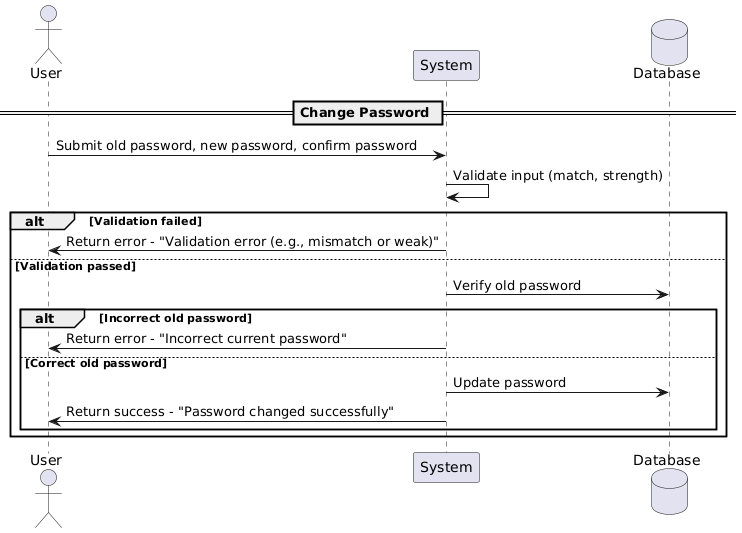 User
System
Database
Change Password
Submit old password, new password, confirm password
Validate input (match, strength)
alt [Validation failed]
Return error - "Validation error (e.g., mismatch or weak)"
[Validation passed]
Verify old password
alt [Incorrect old password]
Return error - "Incorrect current password"
[Correct old password]
Update password
Return success - "Password changed successfully"
User
System
Database